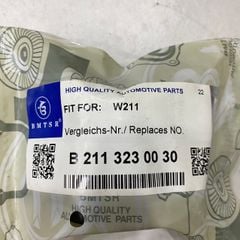 HIGH QUALITY AUTOMOTIVE PARTS
22
FIT FOR: W211
BMTSR
Vergleichs-Nr./ Replaces NO.
B 211 323 00 30
BMTSR
HIGH QUALITY
AUTOMOTIVE PARTS